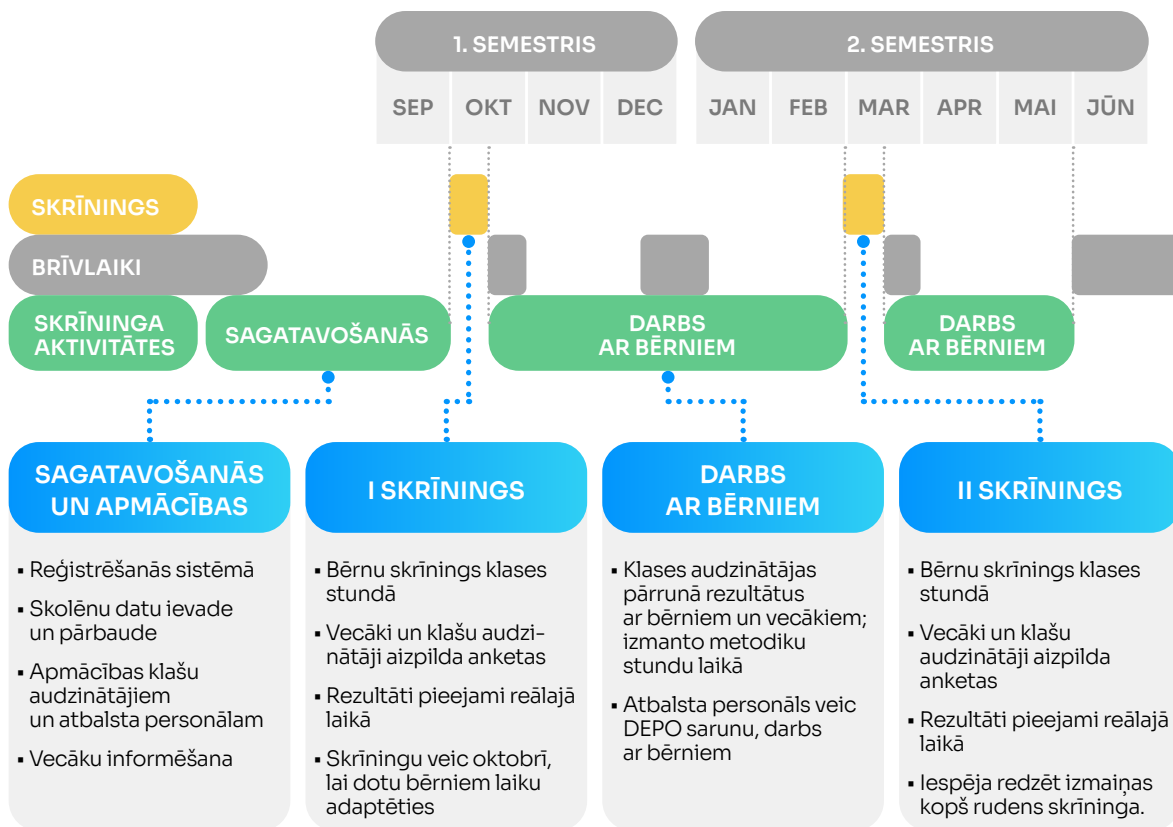 1. SEMESTRIS
2. SEMESTRIS
SEP OKT NOV DEC JAN FEB MAR APR MAI JŪN
SKRĪNINGS
BRĪVLAIKI
SKRĪNINGA
AKTIVITĀTES
SAGATAVOŠANĀS
DARBS
AR BĒRNIEM
DARBS
AR BĒRNIEM
SAGATAVOŠANĀS
UN APMĀCĪBAS
▪ Reģistrēšanās sistēmā
▪ Skolēnu datu ievade
un pārbaude
▪ Apmācības klašu
audzinātājiem
un atbalsta personālam
▪ Vecāku informēšana
I SKRĪNINGS
▪ Bērnu skrīnings klases
stundā
▪ Vecāki un klašu audzi-
nātāji aizpilda anketas
▪ Rezultāti pieejami reālajā
laikā
▪ Skrīningu veic oktobrī,
lai dotu bērniem laiku
adaptēties
DARBS
AR BĒRNIEM
▪ Klases audzinātājas
pārrunā rezultātus
ar bērniem un vecākiem;
izmanto metodiku
stundu laikā
▪ Atbalsta personāls veic
DEPO sarunu, darbs
ar bērniem
II SKRĪNINGS
▪ Bērnu skrīnings klases
stundā
▪ Vecāki un klašu
audzinātāji aizpilda
anketas
▪ Rezultāti pieejami reālajā
laikā
▪ Iespēja redzēt izmaiņas
kopš rudens skrīninga.